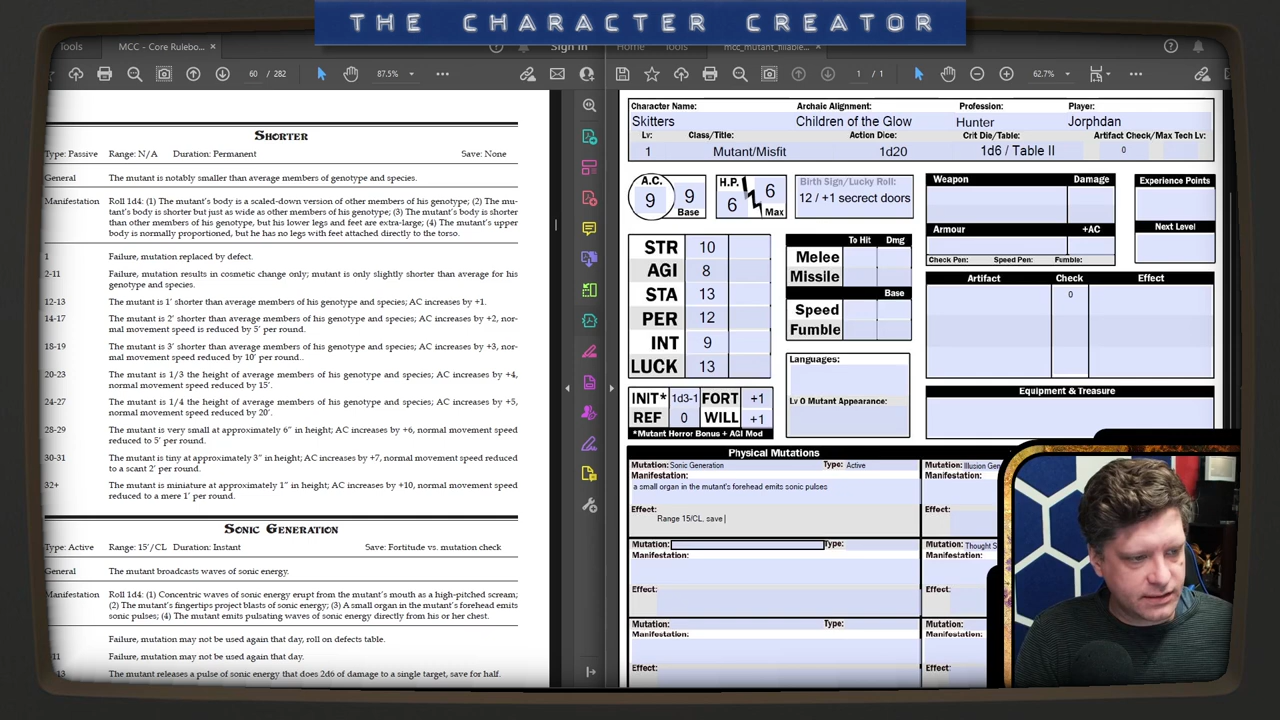 THE CHARACTER CREATOR
Tools
MCC - Core Rulebo... ×
Sign In
Home
Tools
mcc_mutant_fillable... ×
60 / 282
87.5%
1 / 1
62.7%
SHORTER
Type: Passive Range: N/A Duration: Permanent Save: None
General The mutant is notably smaller than average members of genotype and species.
Manifestation Roll 1d4: (1) The mutant's body is a scaled-down version of other members of his genotype; (2) The mu-
tant's body is shorter but just as wide as other members of his genotype; (3) The mutant's body is shorter
than other members of his genotype, but his lower legs and feet are extra-large; (4) The mutant's upper
body is normally proportioned, but he has no legs with feet attached directly to the torso.
1 Failure, mutation replaced by defect.
2-11 Failure, mutation results in cosmetic change only; mutant is only slightly shorter than average for his
genotype and species.
12-13 The mutant is 1' shorter than average members of his genotype and species; AC increases by +1.
14-17 The mutant is 2' shorter than average members of his genotype and species; AC increases by +2, nor-
mal movement speed is reduced by 5' per round.
18-19 The mutant is 3' shorter than average members of his genotype and species; AC increases by +3, nor-
mal movement speed reduced by 10' per round..
20-23 The mutant is 1/3 the height of average members of his genotype and species; AC increases by +4,
normal movement speed reduced by 15'.
24-27 The mutant is 1/4 the height of average members of his genotype and species; AC increases by +5,
normal movement speed reduced by 20'.
28-29 The mutant is very small at approximately 6" in height; AC increases by +6, normal movement speed
reduced to 5' per round.
30-31 The mutant is tiny at approximately 3" in height; AC increases by +7, normal movement speed reduced
to a scant 2' per round.
32+ The mutant is miniature at approximately 1" in height; AC increases by +10, normal movement speed
reduced to a mere 1' per round.
SONIC GENERATION
Type: Active Range: 15'/CL Duration: Instant Save: Fortitude vs. mutation check
General The mutant broadcasts waves of sonic energy.
Manifestation Roll 1d4: (1) Concentric waves of sonic energy erupt from the mutant's mouth as a high-pitched scream;
(2) The mutant's fingertips project blasts of sonic energy; (3) A small organ in the mutant's forehead emits
sonic pulses; (4) The mutant emits pulsating waves of sonic energy directly from his or her chest.
Failure, mutation may not be used again that day, roll on defects table.
11 Failure, mutation may not be used again that day.
13 The mutant releases a pulse of sonic energy that does 2d6 of damage to a single target, save for half.
Character Name: Archaic Alignment: Profession: Player:
Skitters Children of the Glow Hunter Jorphdan
Lv: Class/Title: Action Dice: Crit Die/Table: Artifact Check/Max Tech Lv:
1 Mutant/Misfit 1d20 1d6 / Table II 0
A.C. 9 9 Base
H.P. 6 6 Max
Birth Sign/Lucky Roll:
12 / +1 secrect doors
Weapon Damage
Armour +AC
Check Pen: Speed Pen: Fumble:
Experience Points
Next Level
STR 10
AGI 8
STA 13
PER 12
INT 9
LUCK 13
To Hit Dmg
Melee
Missile
Base
Speed
Fumble
Artifact Check Effect
0
Languages:
Lv 0 Mutant Appearance:
Equipment & Treasure
INIT* 1d3-1 FORT +1
REF 0 WILL +1
*Mutant Horror Bonus + AGI Mod
Physical Mutations
Mutation: Sonic Generation Type: Active
Manifestation:
a small organ in the mutant's forehead emits sonic pulses
Effect:
Range 15/CL, save
Mutation: Type:
Manifestation:
Effect:
Mutation: Type:
Manifestation:
Effect:
Mutation: Illusion Gen
Manifestation:
Effect:
Mutation: Thought S
Manifestation:
Effect:
Mutation:
Manifestation:
Effect: